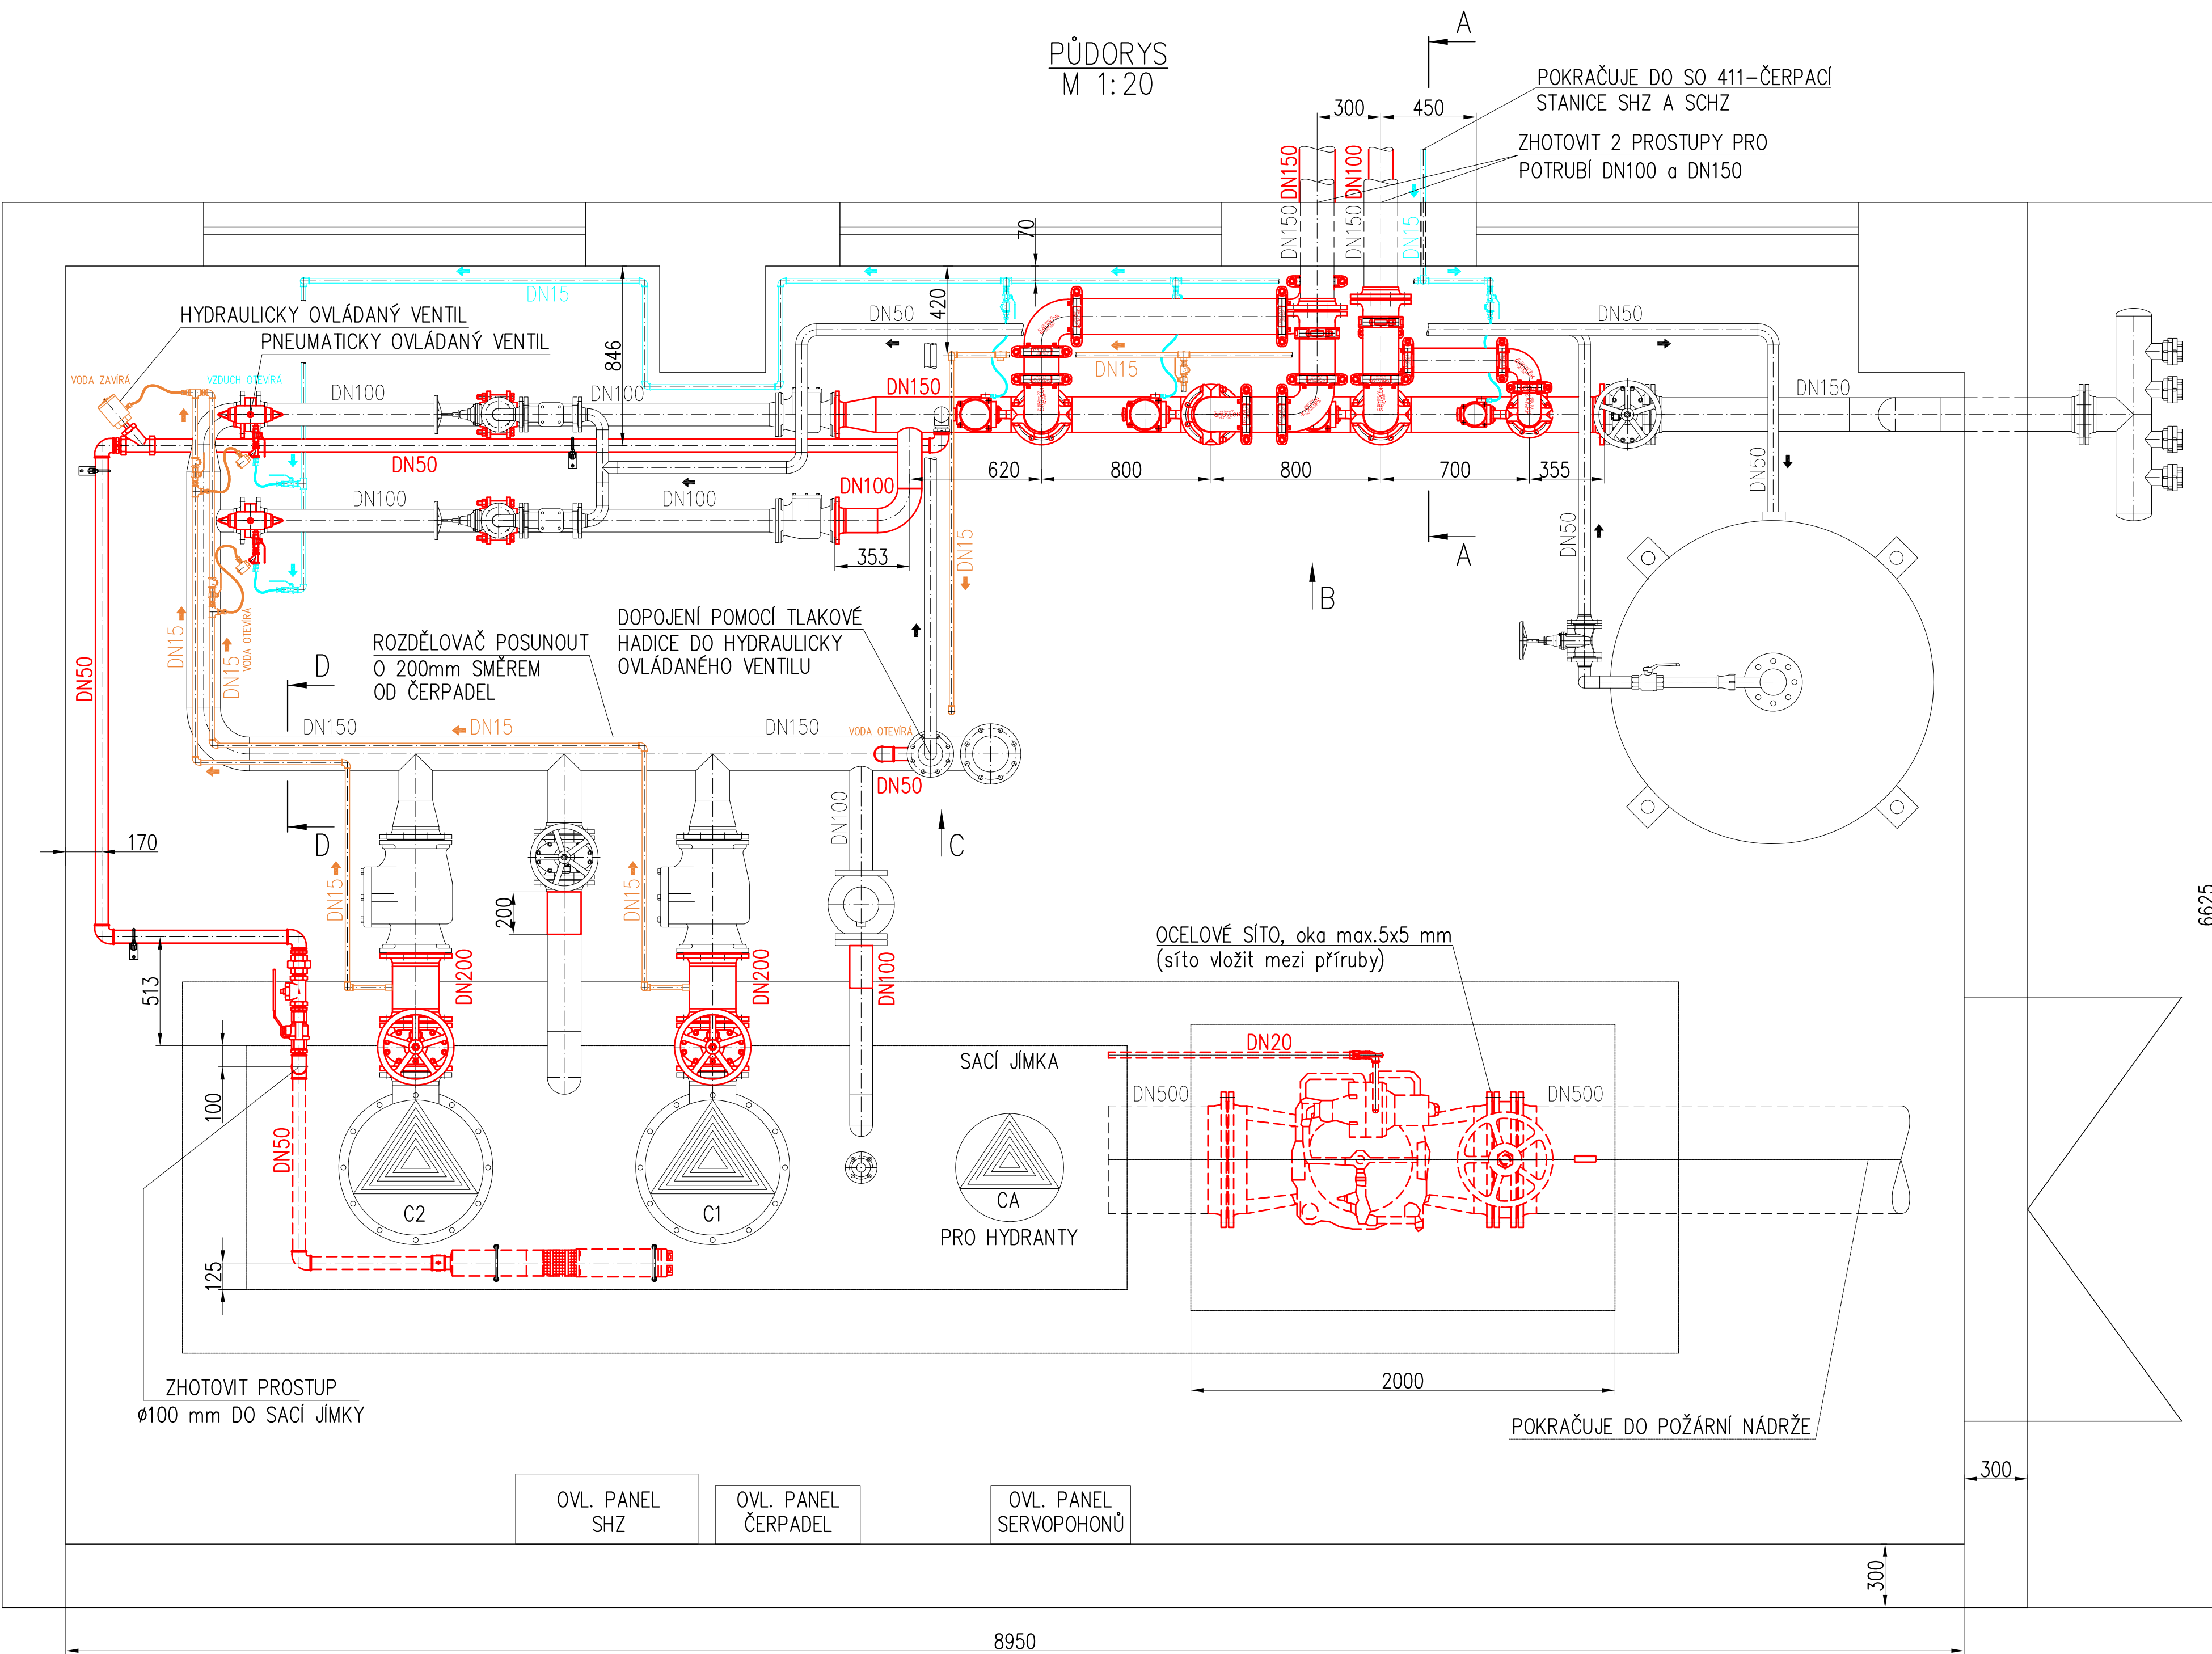 PŮDORYS
M 1:20
A
POKRAČUJE DO SO 411-ČERPACÍ
STANICE SHZ A SCHZ
300
450
ZHOTOVIT 2 PROSTUPY PRO
POTRUBÍ DN100 a DN150
DN150
DN100
DN150
DN150
DN15
70
420
846
DN15
HYDRAULICKY OVLÁDANÝ VENTIL
PNEUMATICKY OVLÁDANÝ VENTIL
DN50
DN50
VODA ZAVÍRÁ
VZDUCH OTEVÍRÁ
DN100
DN100
DN150
DN15
DN150
DN50
DN100
620
800
800
700
355
DN50
DN100
DN100
353
DN15
DN50
A
B
DN15
DN15
VODA OTEVÍRÁ
DN50
D
ROZDĚLOVAČ POSUNOUT
O 200mm SMĚREM
OD ČERPADEL
DOPOJENÍ POMOCÍ TLAKOVÉ
HADICE DO HYDRAULICKY
OVLÁDANÉHO VENTILU
DN150
DN15
DN150
VODA OTEVÍRÁ
DN50
DN100
C
D
170
DN15
200
DN15
6625
OCELOVÉ SÍTO, oka max.5x5 mm
(síto vložit mezi příruby)
513
DN200
DN200
DN100
100
DN50
SACÍ JÍMKA
DN20
DN500
DN500
C2
C1
CA
PRO HYDRANTY
125
2000
ZHOTOVIT PROSTUP
ø100 mm DO SACÍ JÍMKY
POKRAČUJE DO POŽÁRNÍ NÁDRŽE
300
OVL. PANEL
SHZ
OVL. PANEL
ČERPADEL
OVL. PANEL
SERVOPOHONŮ
300
8950